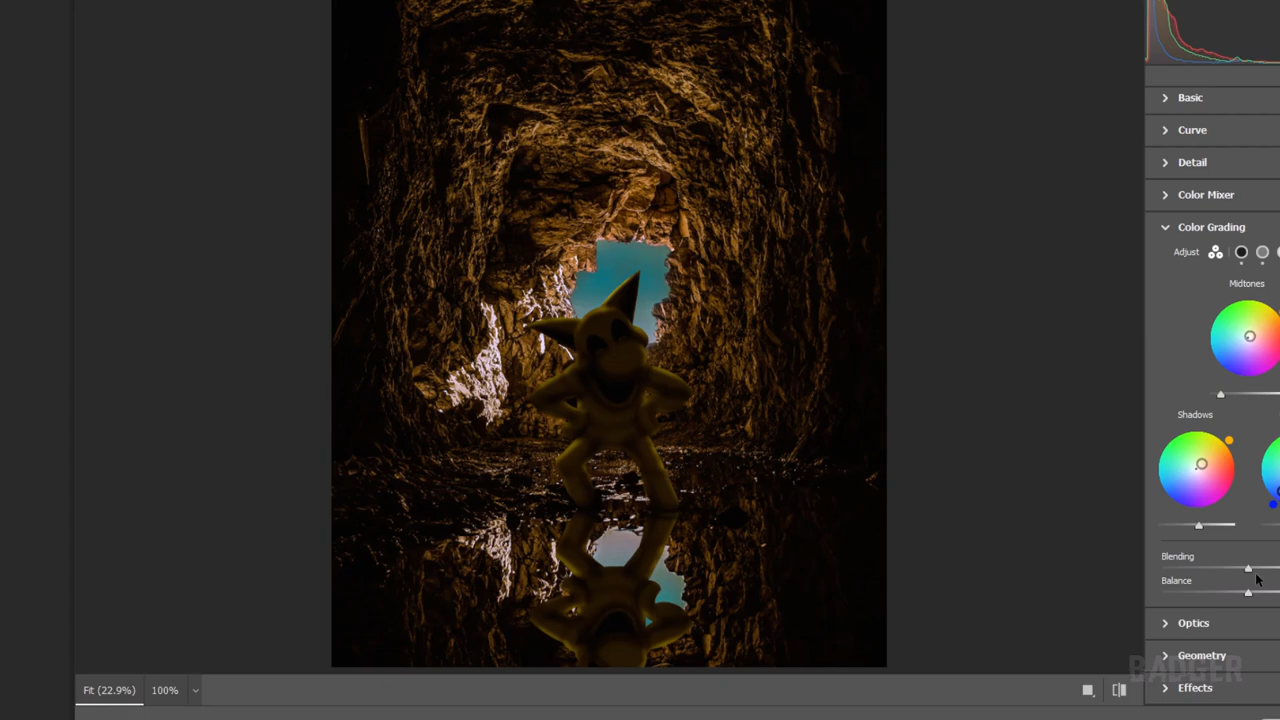 Basic
Curve
Detail
Color Mixer
Color Grading
Adjust
Midtones
Shadows
Blending
Balance
Optics
Geometry
BADGER
Effects
Fit (22.9%) 100%